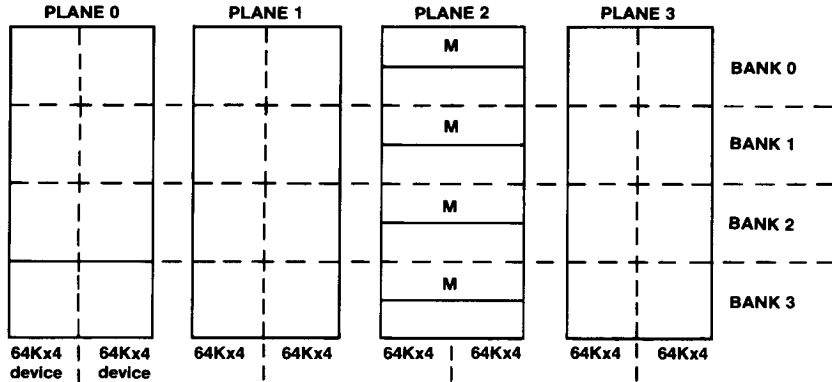 PLANE 0 PLANE 1 PLANE 2 PLANE 3
M
BANK 0
M
BANK 1
M
BANK 2
M
BANK 3
64Kx4 64Kx4 64Kx4 64Kx4 64Kx4 64Kx4 64Kx4 64Kx4
device device